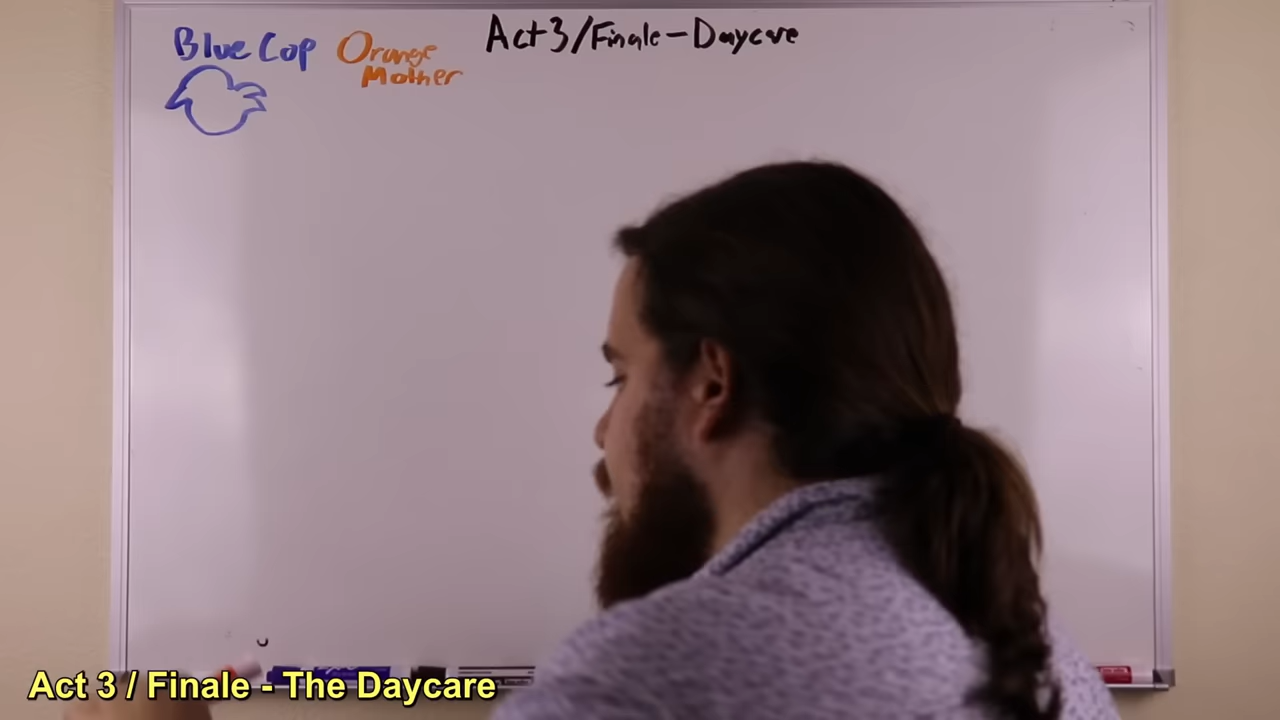 Blue Cop Orange Mother
Act 3/Finale - Daycare
Act 3 / Finale - The Daycare